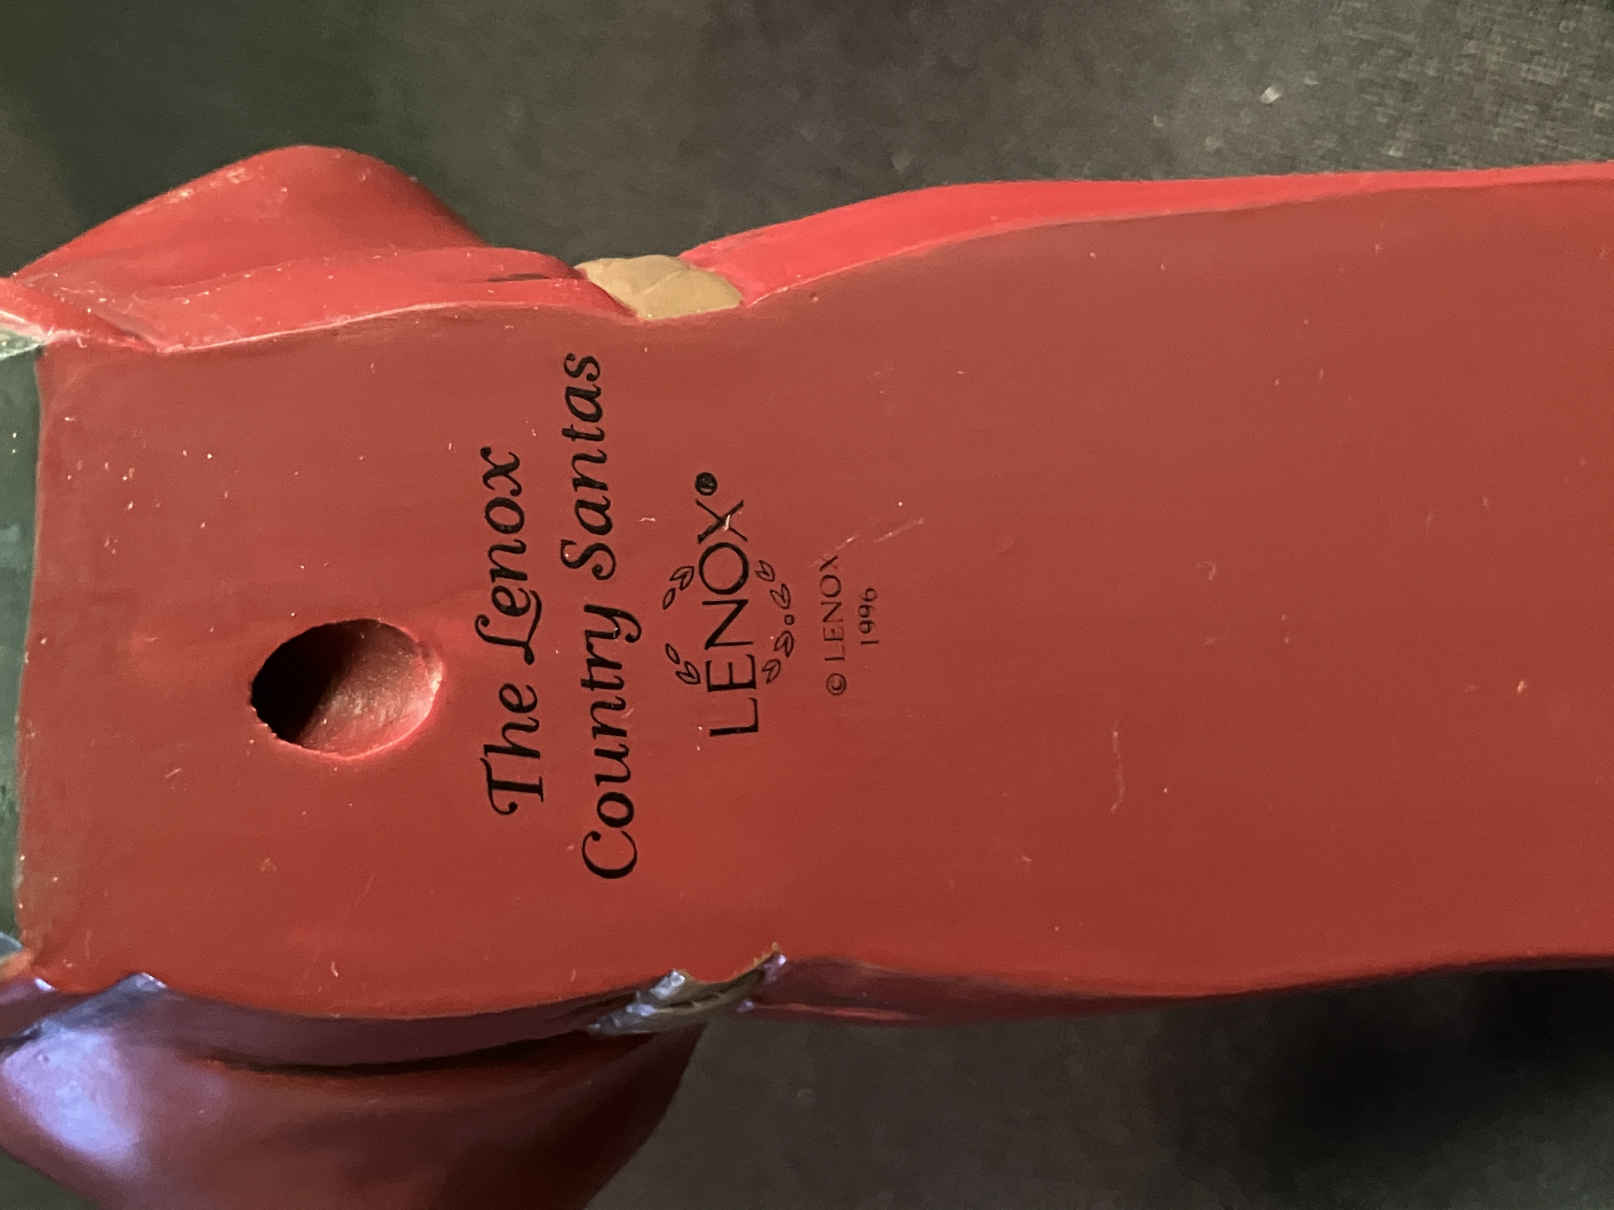 The Lenox
Country Santas
LENOX®
© LENOX
1996